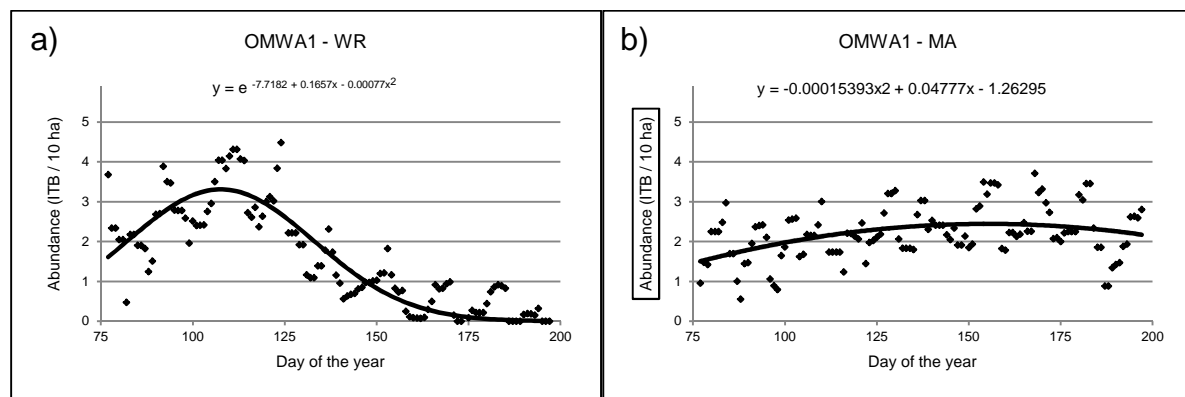 a)
OMWA1 - WR
y = e -7.7182 + 0.1657x - 0.00077x2
Abundance (ITB / 10 ha)
5
4
3
2
1
0
75 100 125 150 175 200
Day of the year
b)
OMWA1 - MA
y = -0.00015393x2 + 0.04777x - 1.26295
Abundance (ITB / 10 ha)
5
4
3
2
1
0
75 100 125 150 175 200
Day of the year